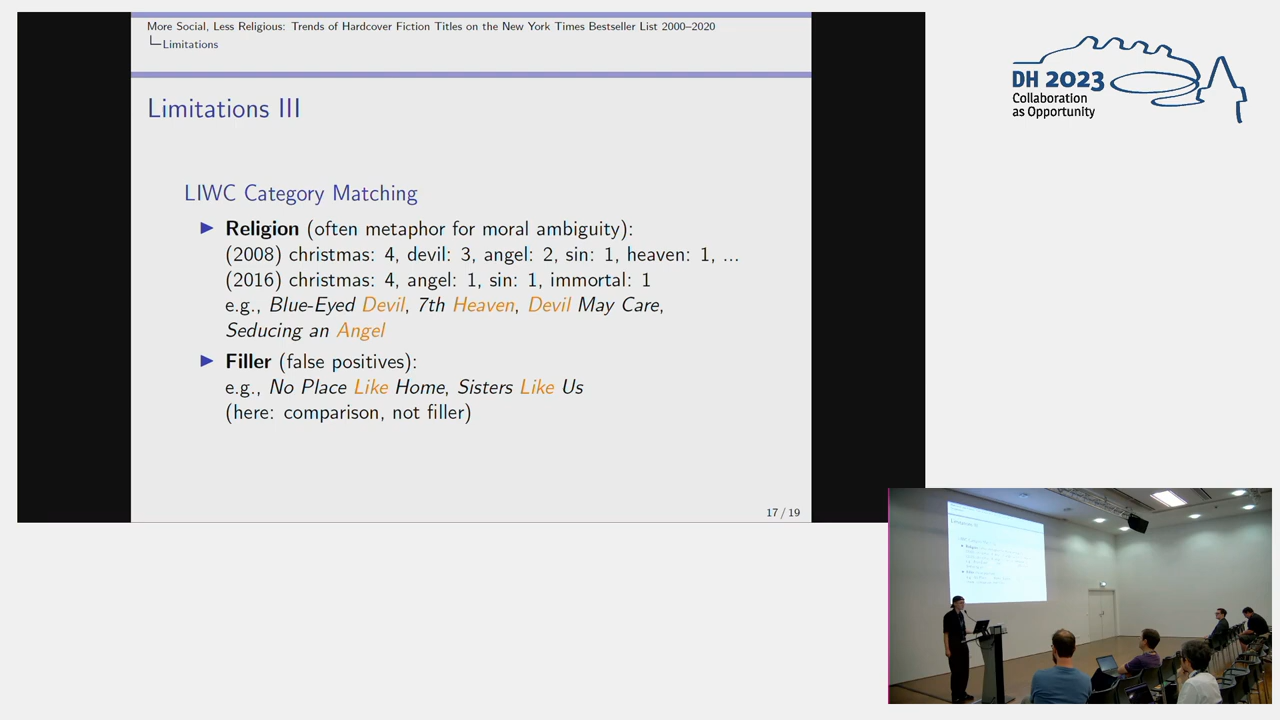 More Social, Less Religious: Trends of Hardcover Fiction Titles on the New York Times Bestseller List 2000–2020
Limitations
Limitations III
LIWC Category Matching
▶ Religion (often metaphor for moral ambiguity):
(2008) christmas: 4, devil: 3, angel: 2, sin: 1, heaven: 1, ...
(2016) christmas: 4, angel: 1, sin: 1, immortal: 1
e.g., Blue-Eyed Devil, 7th Heaven, Devil May Care,
Seducing an Angel
▶ Filler (false positives):
e.g., No Place Like Home, Sisters Like Us
(here: comparison, not filler)
17 / 19
DH 2023
Collaboration
as Opportunity